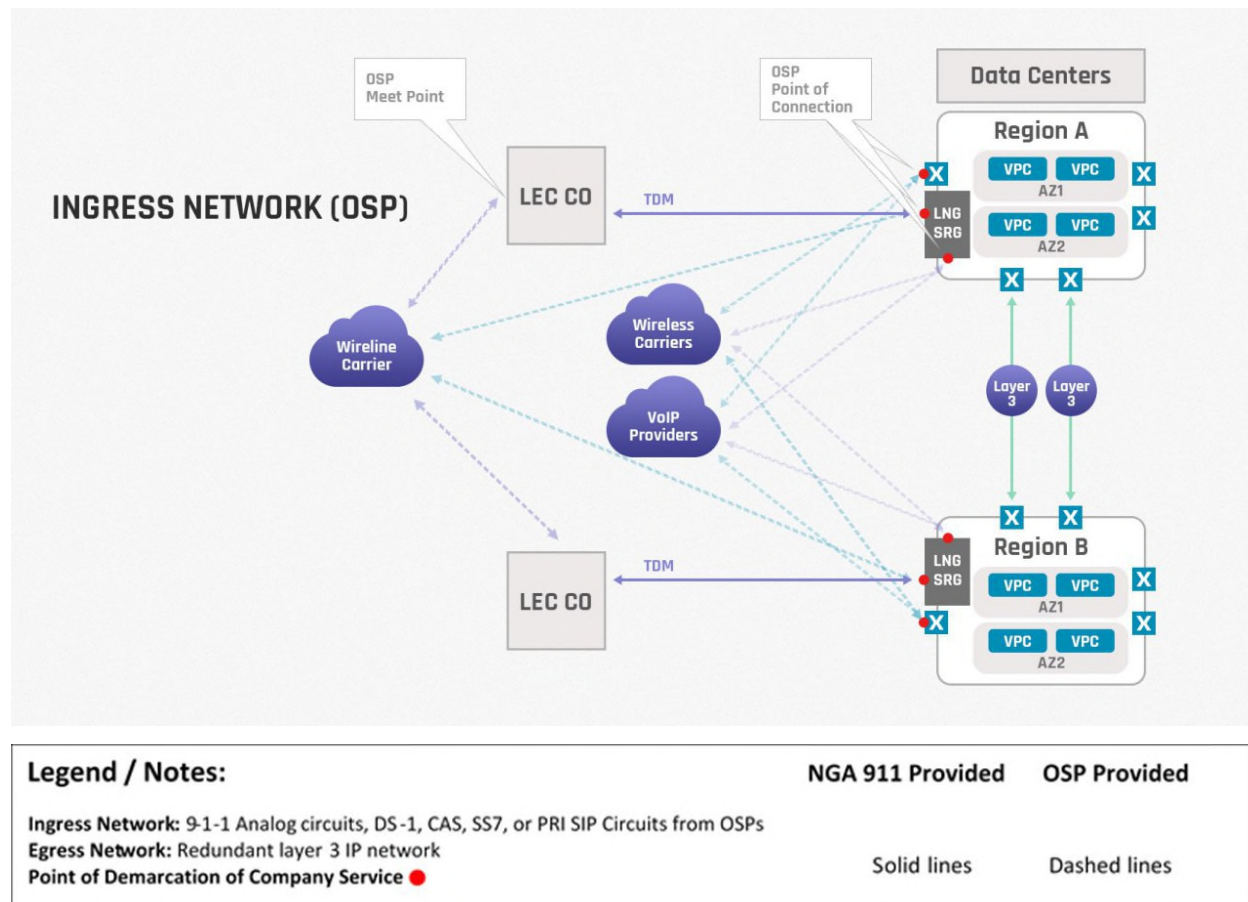 OSP
Meet Point
OSP
Point of
Connection
Data Centers
Region A
INGRESS NETWORK (OSP)
LEC CO
TDM
X
LNG
SRG
VPC
VPC
AZ1
X
VPC
VPC
AZ2
X
X
X
Wireline
Carrier
Wireless
Carriers
VoIP
Providers
Layer
3
Layer
3
X
X
Region B
LEC CO
TDM
LNG
SRG
VPC
VPC
AZ1
X
X
VPC
VPC
AZ2
X
Legend / Notes:
NGA 911 Provided
OSP Provided
Ingress Network: 9-1-1 Analog circuits, DS-1, CAS, SS7, or PRI SIP Circuits from OSPs
Egress Network: Redundant layer 3 IP network
Point of Demarcation of Company Service
Solid lines
Dashed lines